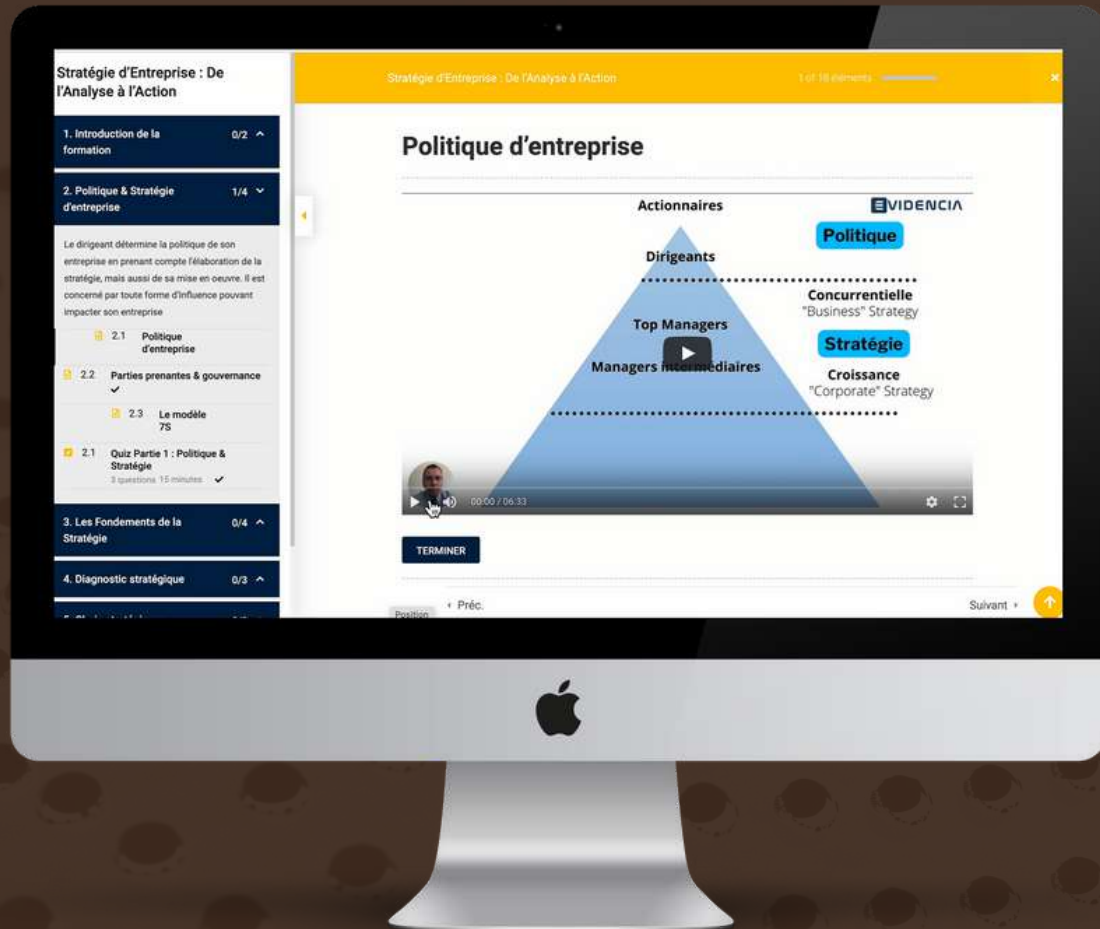 Stratégie d'Entreprise : De
l'Analyse à l'Action
1. Introduction de la
formation
0/2
2. Politique & Stratégie
d'entreprise
1/4
Le dirigeant détermine la politique de son
entreprise en prenant compte l'élaboration de la
stratégie, mais aussi de sa mise en oeuvre. Il est
concerné par toute forme d'influence pouvant
impacter son entreprise
2.1 Politique
d'entreprise
2.2 Parties prenantes & gouvernance
2.3 Le modèle
7S
2.1 Quiz Partie 1 : Politique &
Stratégie
3 questions 15 minutes
3. Les Fondements de la
Stratégie
0/4
4. Diagnostic stratégique 0/3
Stratégie d'Entreprise : De l'Analyse à l'Action
Politique d'entreprise
EVIDENCIA
Actionnaires
Dirigeants
Top Managers
Managers intermédiaires
Politique
Concurrentielle
"Business" Strategy
Stratégie
Croissance
"Corporate" Strategy
00:00 / 06:33
TERMINER
Position
Préc.
Suivant